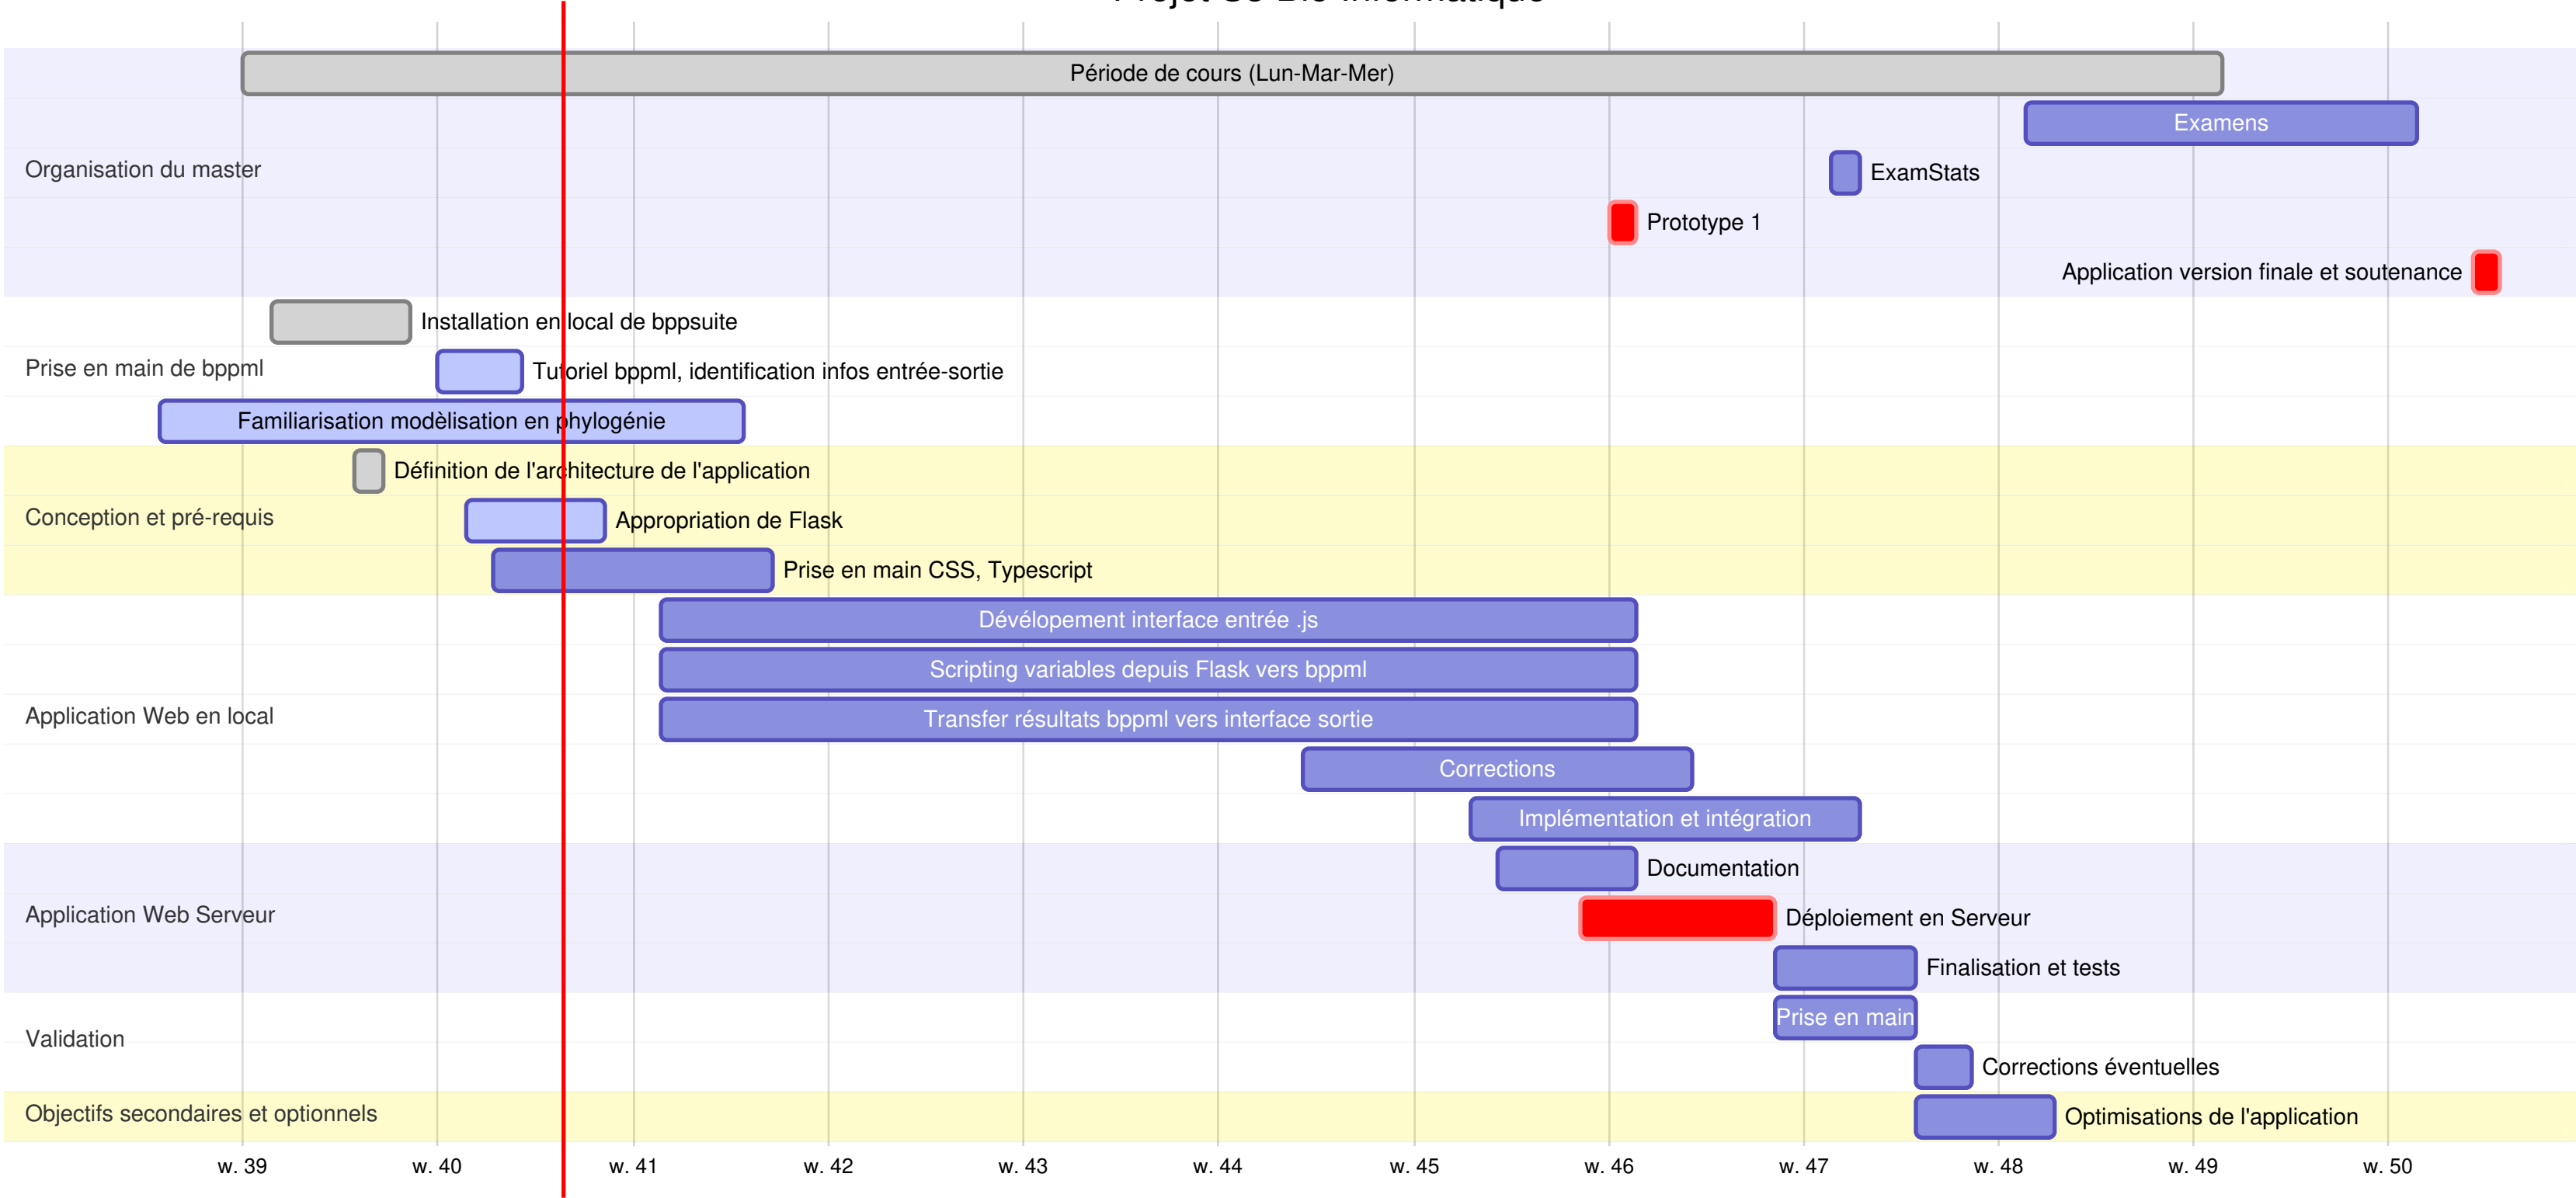 Projet S3 Bio-Informatique
Période de cours (Lun-Mar-Mer)
Examens
Organisation du master
ExamStats
Prototype 1
Application version finale et soutenance
Installation en local de bppsuite
Prise en main de bppml
Tutoriel bppml, identification infos entrée-sortie
Familiarisation modèlisation en phylogénie
Définition de l'architecture de l'application
Conception et pré-requis
Appropriation de Flask
Prise en main CSS, Typescript
Dévélopement interface entrée .js
Scripting variables depuis Flask vers bppml
Application Web en local
Transfer résultats bppml vers interface sortie
Corrections
Implémentation et intégration
Documentation
Application Web Serveur
Déploiement en Serveur
Finalisation et tests
Prise en main
Validation
Corrections éventuelles
Objectifs secondaires et optionnels
Optimisations de l'application
w. 39 w. 40 w. 41 w. 42 w. 43 w. 44 w. 45 w. 46 w. 47 w. 48 w. 49 w. 50